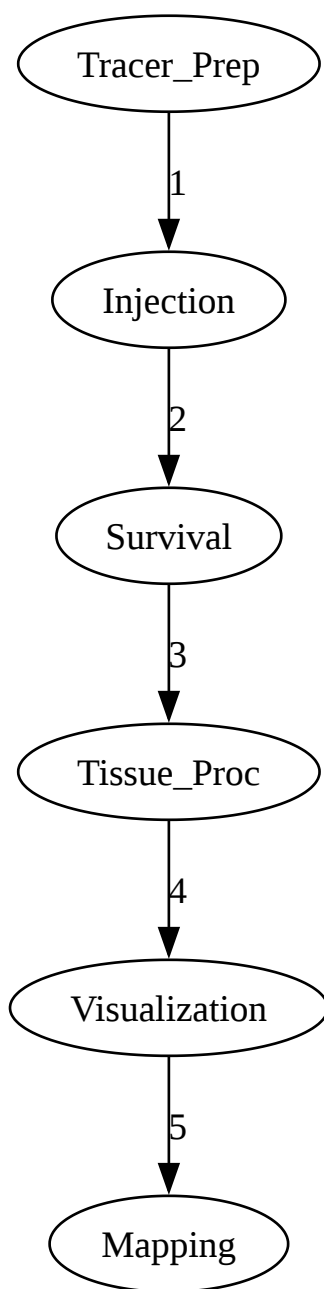 Tracer_Prep
1
Injection
2
Survival
3
Tissue_Proc
4
Visualization
5
Mapping